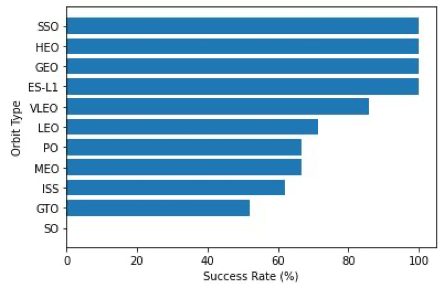 SSO
HEO
GEO
ES-L1
VLEO
LEO
PO
MEO
ISS
GTO
SO
Orbit Type
0 20 40 60 80 100
Success Rate (%)